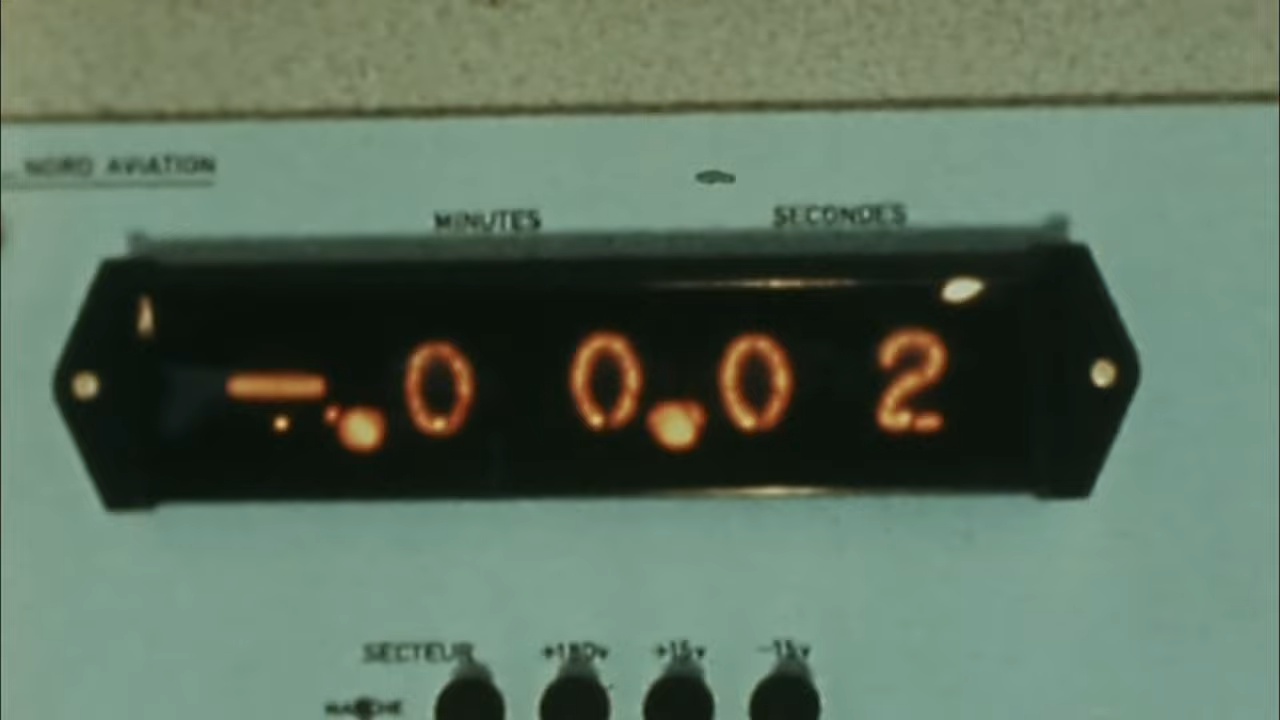 NORD AVIATION
MINUTES SECONDES
-.0 0.0 2
SECTEUR +180v +15v -15v
MARCHE